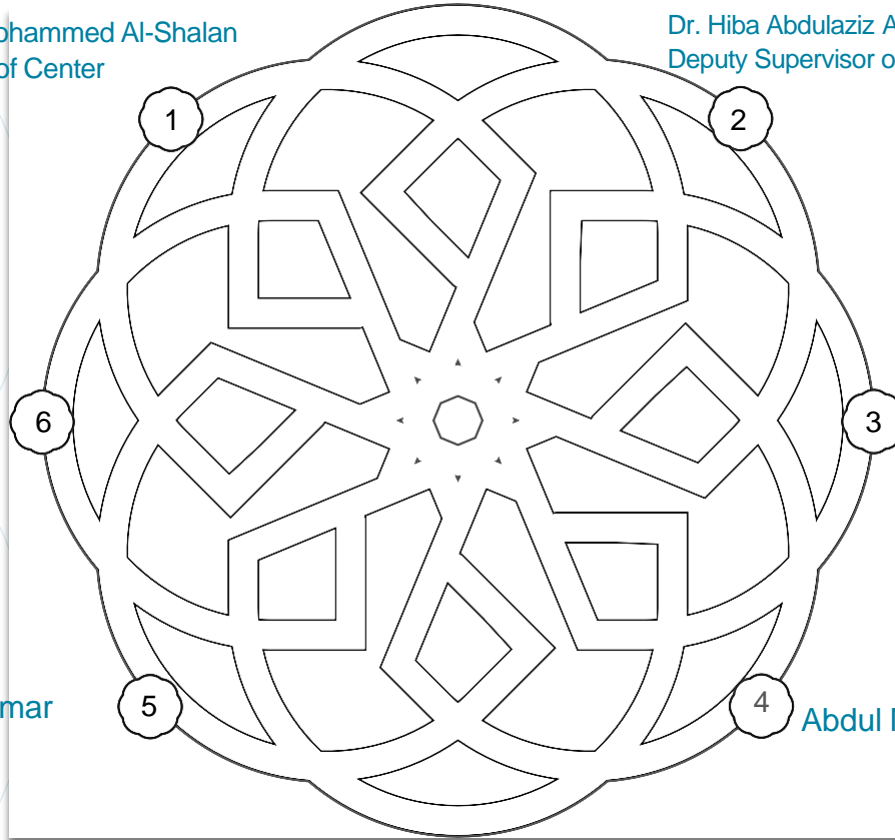 ohammed Al-Shalan
of Center
Dr. Hiba Abdulaziz A
Deputy Supervisor o
1
2
6
3
mar
5
4
Abdul